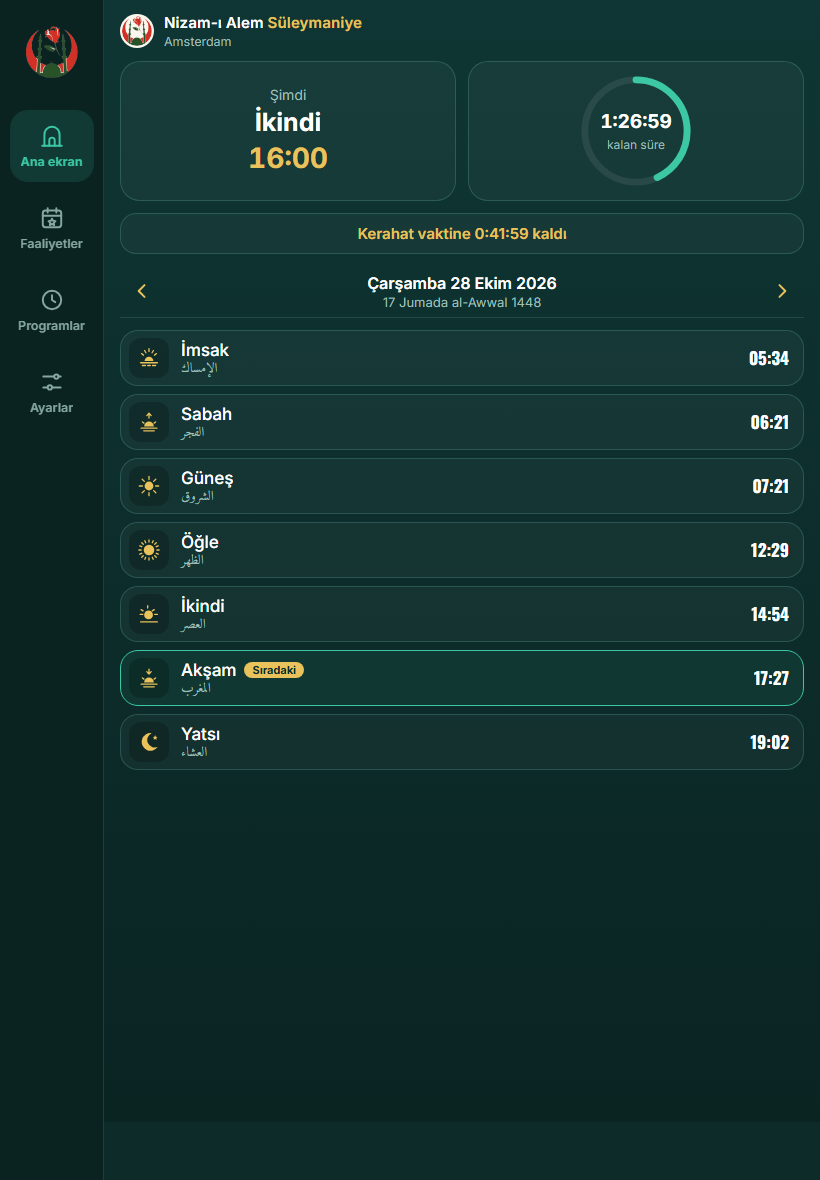 Nizam-ı Alem Süleymaniye
Amsterdam
Ana ekran
Faaliyetler
Programlar
Ayarlar
Şimdi
İkindi
16:00
1:26:59
kalan süre
Kerahat vaktine 0:41:59 kaldı
Çarşamba 28 Ekim 2026
17 Jumada al-Awwal 1448
İmsak
الإمساك
05:34
Sabah
الفجر
06:21
Güneş
الشروق
07:21
Öğle
الظهر
12:29
İkindi
العصر
14:54
Akşam Sıradaki
المغرب
17:27
Yatsı
العشاء
19:02